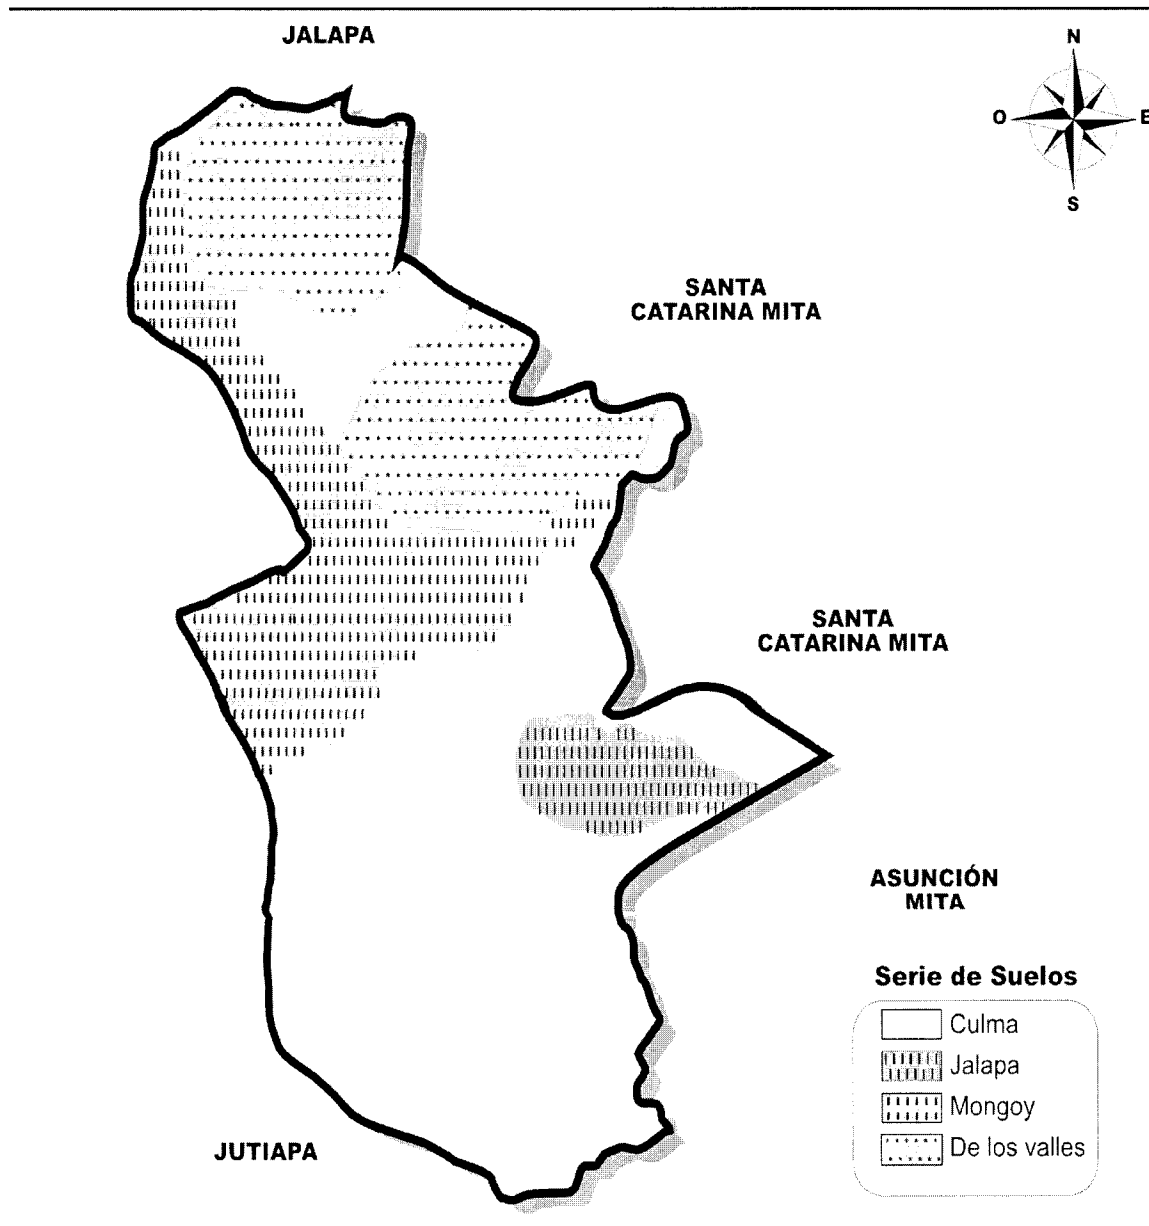 JALAPA
N
O
E
S
SANTA
CATARINA MITA
SANTA
CATARINA MITA
ASUNCIÓN
MITA
Serie de Suelos
Culma
Jalapa
Mongoy
De los valles
JUTIAPA